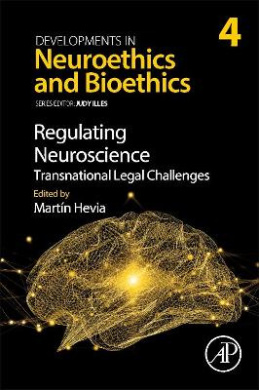 DEVELOPMENTS IN
4
Neuroethics
and Bioethics
SERIES EDITOR: JUDY ILLES
Regulating
Neuroscience
Transnational Legal Challenges
Edited by
Martín Hevia
AP